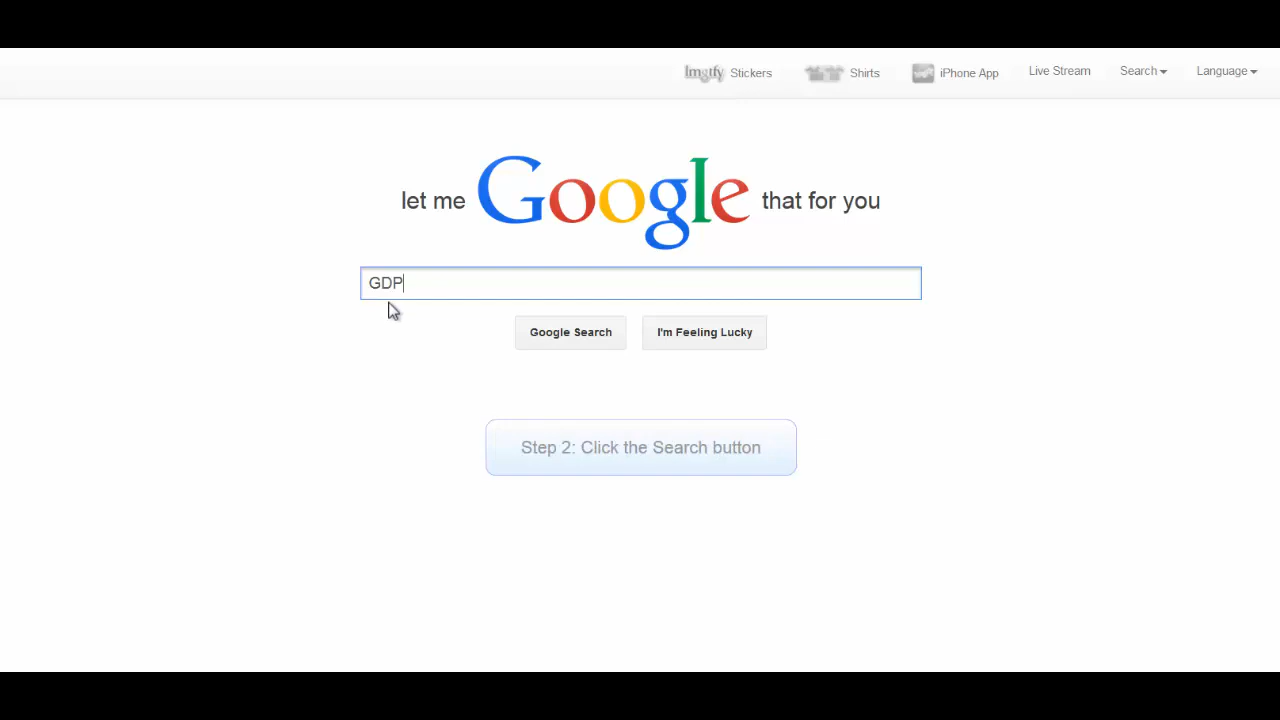 lmgtfy Stickers Shirts iPhone App Live Stream Search Language
let me Google that for you
GDP
Google Search I'm Feeling Lucky
Step 2: Click the Search button